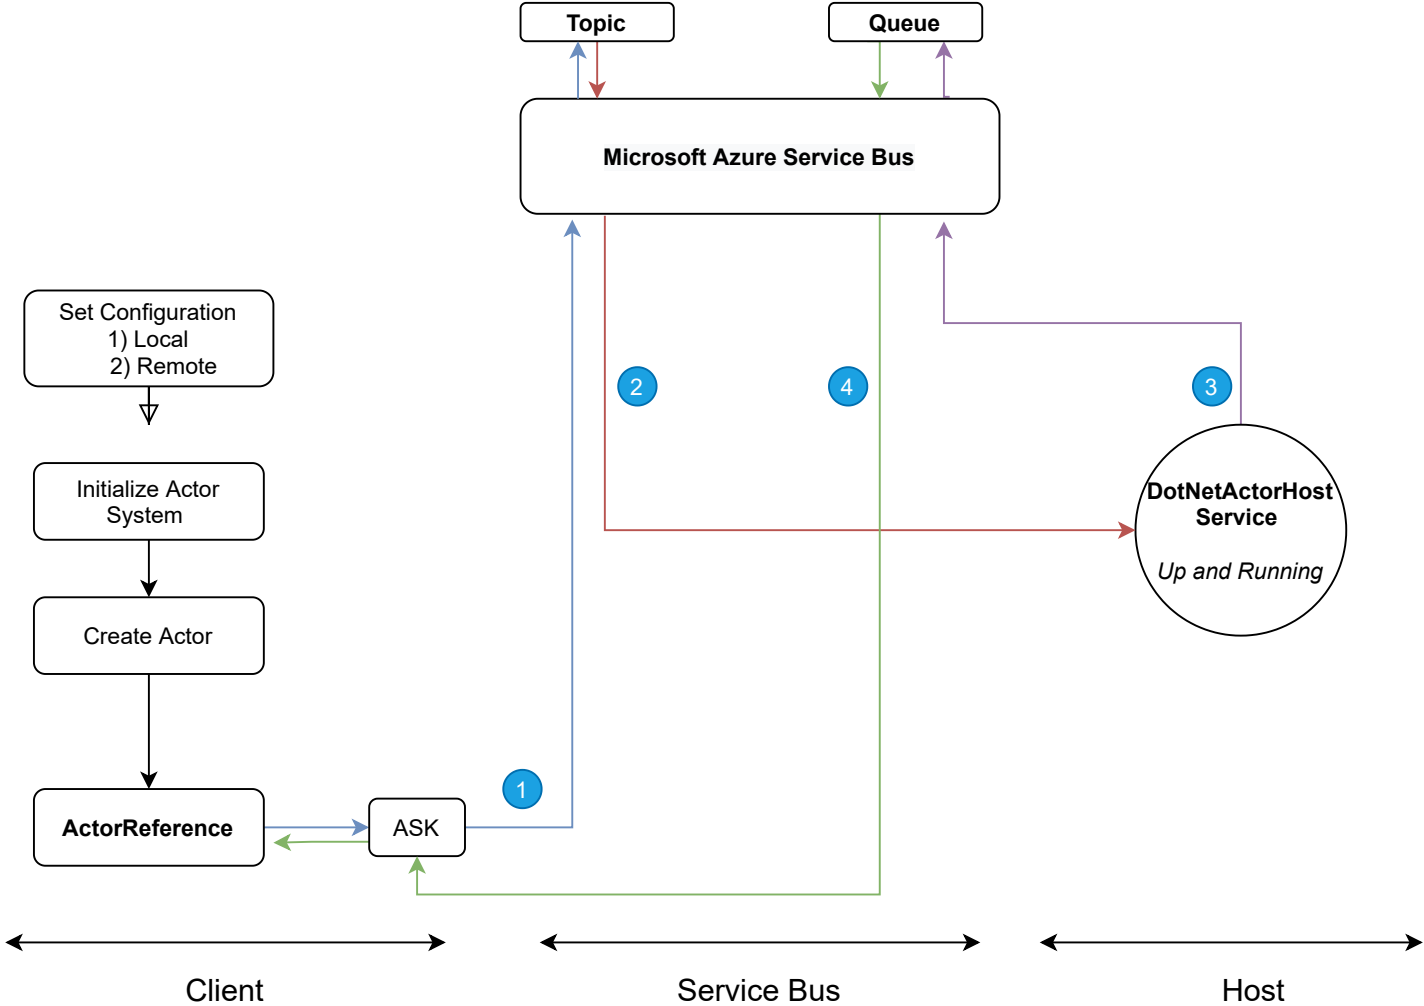 Topic
Queue
Microsoft Azure Service Bus
Set Configuration
1) Local
2) Remote
2
4
3
Initialize Actor
System
DotNetActorHost
Service
Up and Running
Create Actor
1
ActorReference
ASK
Client
Service Bus
Host